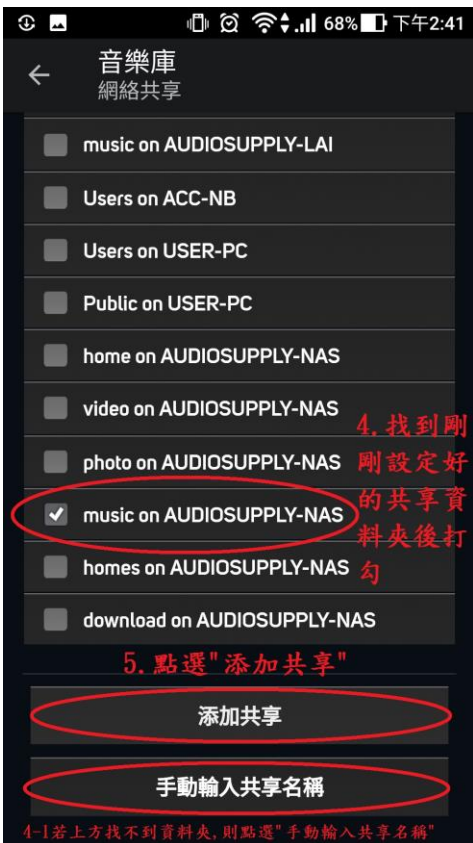 68% 下午2:41
音樂庫
網絡共享
music on AUDIOSUPPLY-LAI
Users on ACC-NB
Users on USER-PC
Public on USER-PC
home on AUDIOSUPPLY-NAS
video on AUDIOSUPPLY-NAS
photo on AUDIOSUPPLY-NAS
music on AUDIOSUPPLY-NAS
homes on AUDIOSUPPLY-NAS
download on AUDIOSUPPLY-NAS
4.找到剛
剛設定好
的共享資
料夾後打
勾
5.點選"添加共享"
添加共享
手動輸入共享名稱
4-1若上方找不到資料夾,則點選"手動輸入共享名稱"